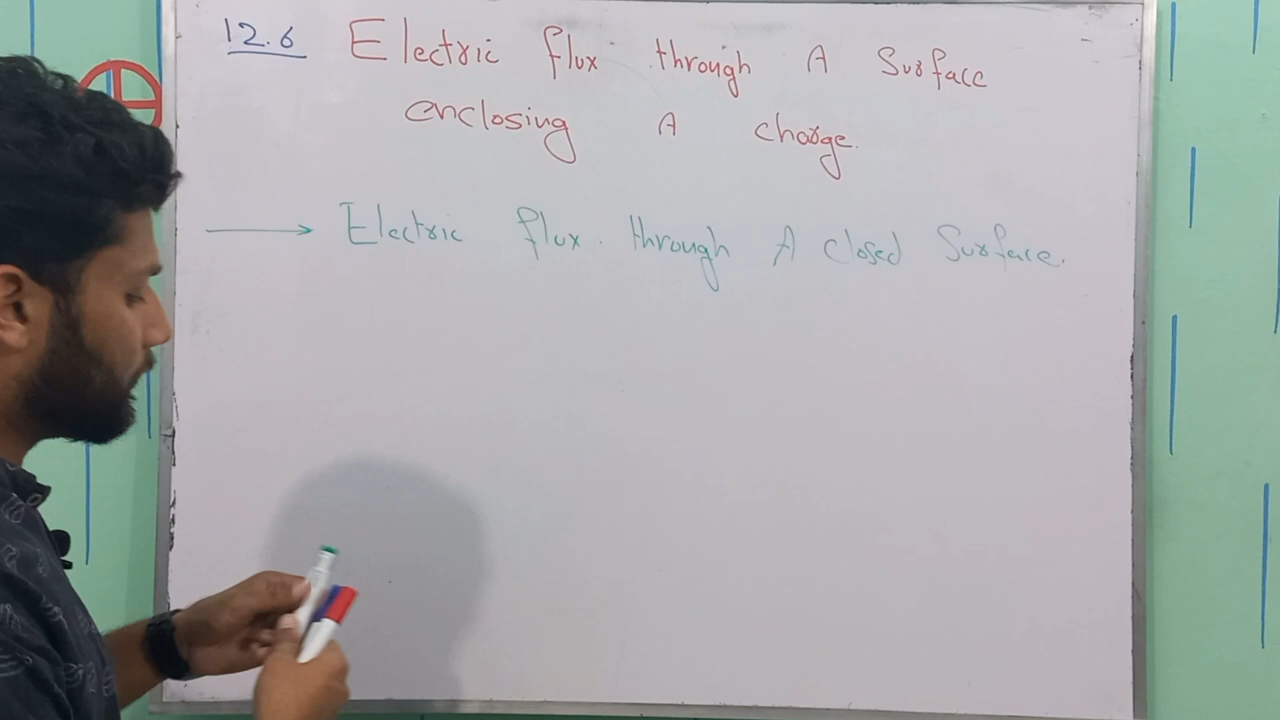 12.6 Electric flux through A Surface
enclosing A charge.
Electric flux through A closed Surface.